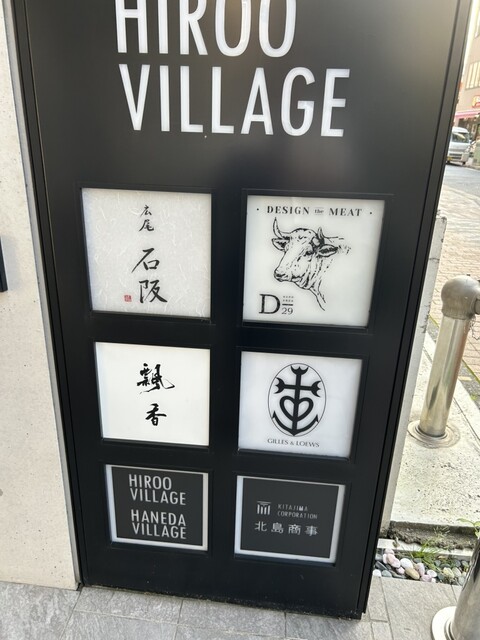 HIROO
VILLAGE
広尾
石阪
· DESIGN the MEAT ·
D
29
飄香
GILLES & LOEWS
HIROO
VILLAGE
HANEDA
VILLAGE
KITAJIMA
CORPORATION
北島商事